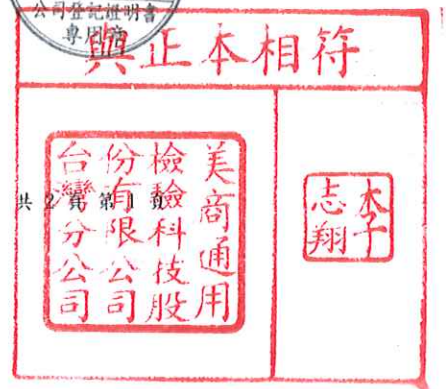 公司登記證明書
專用章
與正本相符
美商通用
檢驗科技股
份有限公司
台灣分公司
李志翔
共 2 頁 第 1 頁